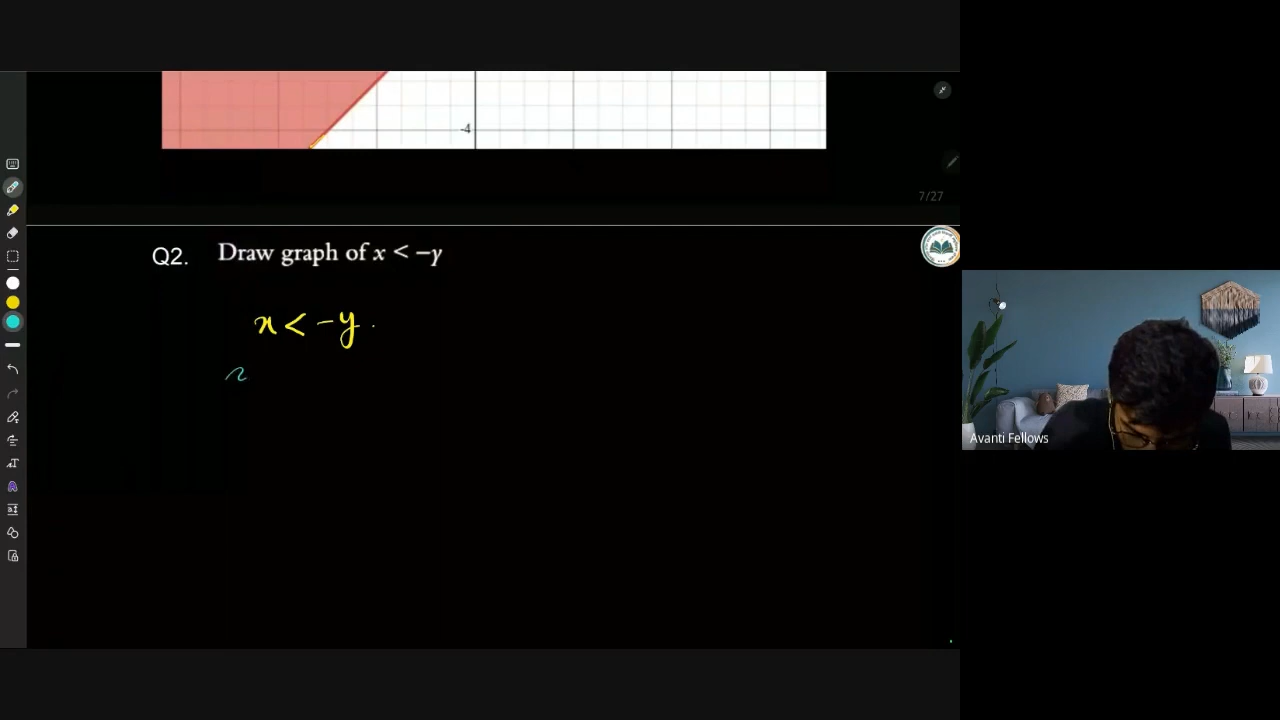 -4
7/27
Q2. Draw graph of x < −y
x < -y .
Avanti Fellows